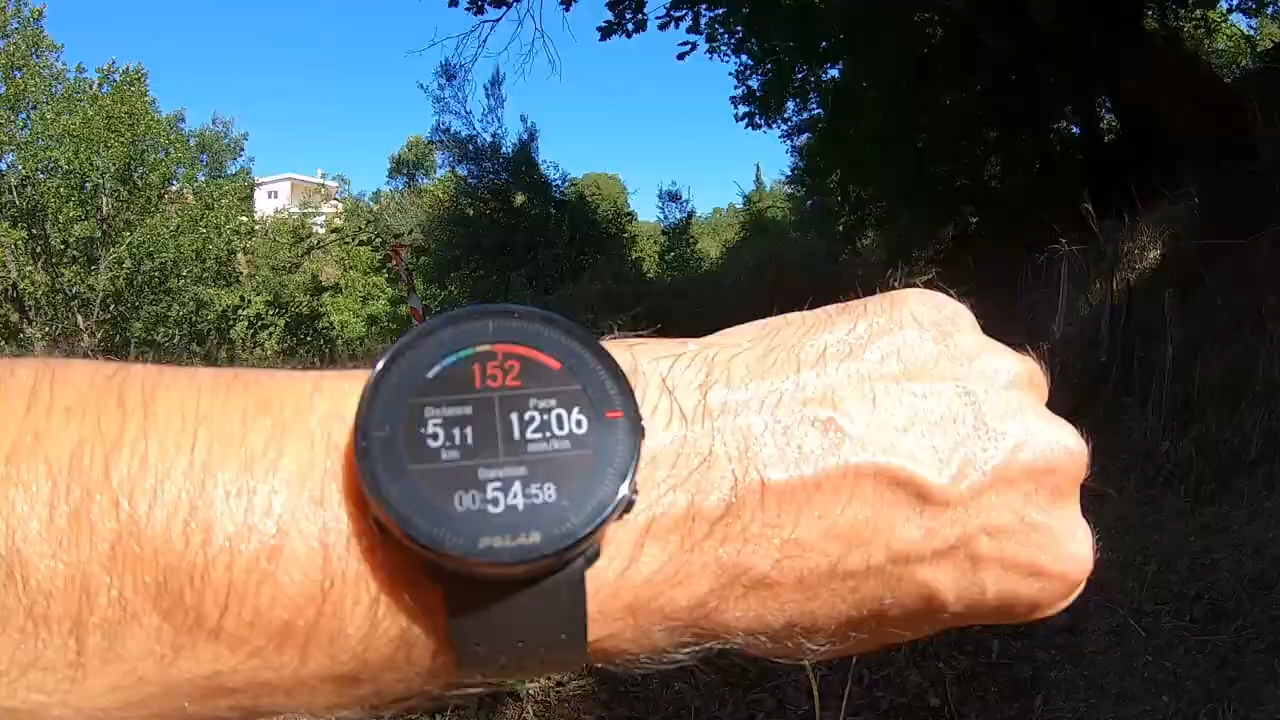 152
Distance Pace
5.11 12:06
km min/km
Duration
00:54:58
POLAR